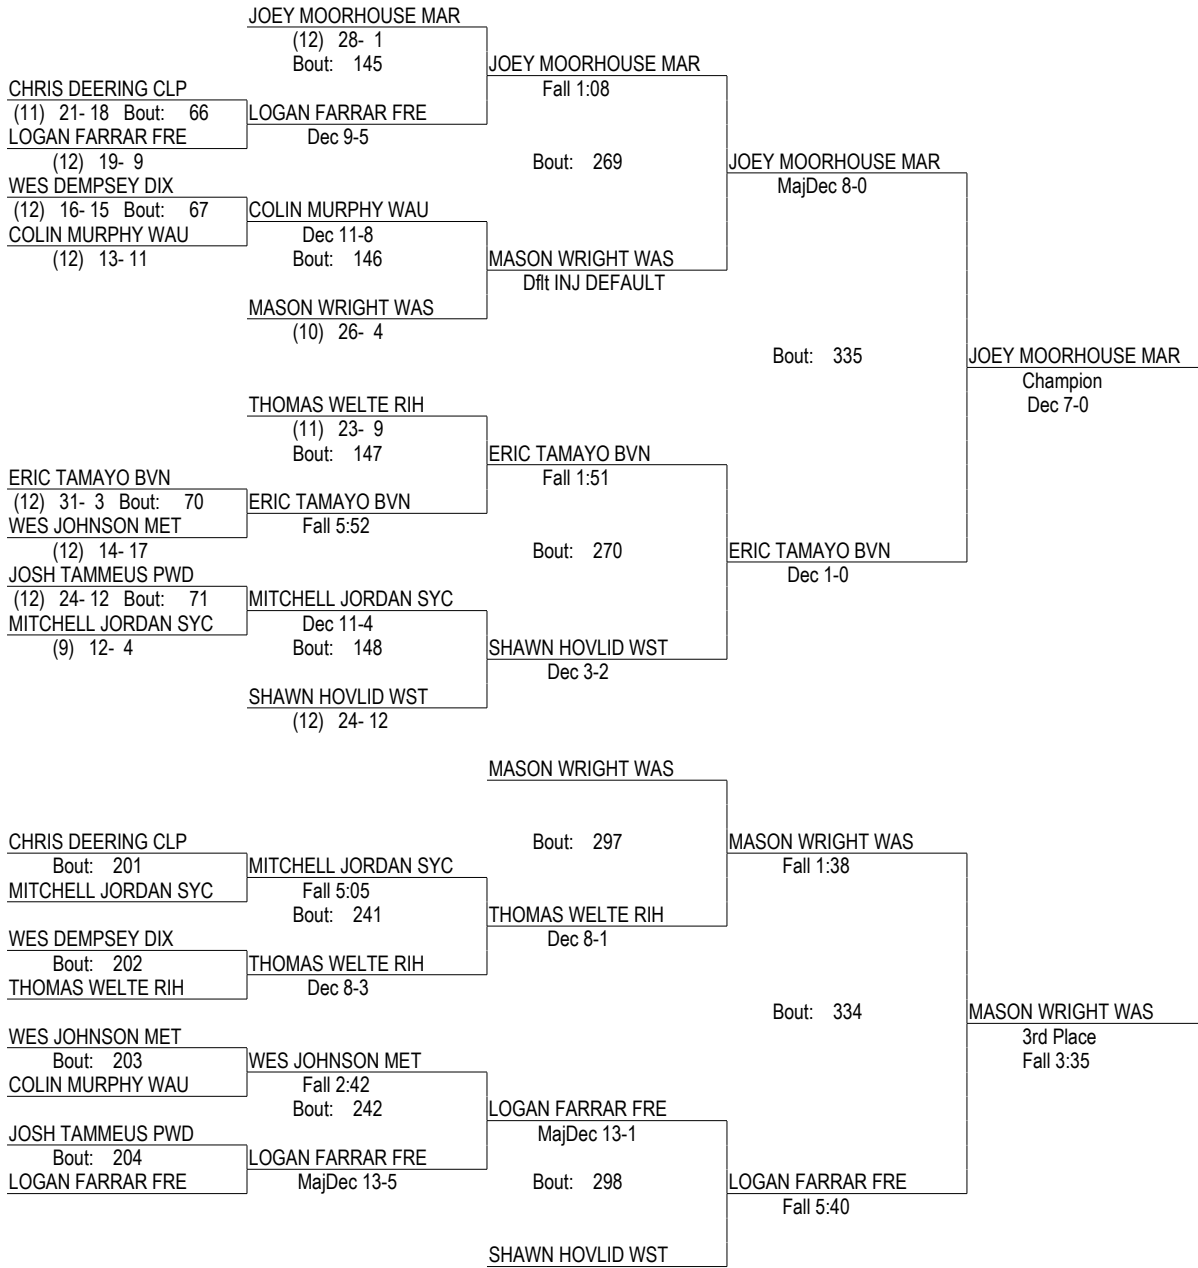 JOEY MOORHOUSE MAR
(12) 28- 1
Bout: 145
JOEY MOORHOUSE MAR
Fall 1:08
CHRIS DEERING CLP
(11) 21- 18 Bout: 66
LOGAN FARRAR FRE
LOGAN FARRAR FRE
Dec 9-5
(12) 19- 9
Bout: 269
JOEY MOORHOUSE MAR
MajDec 8-0
WES DEMPSEY DIX
(12) 16- 15 Bout: 67
COLIN MURPHY WAU
COLIN MURPHY WAU
Dec 11-8
(12) 13- 11
Bout: 146
MASON WRIGHT WAS
Dflt INJ DEFAULT
MASON WRIGHT WAS
(10) 26- 4
Bout: 335
JOEY MOORHOUSE MAR
Champion
Dec 7-0
THOMAS WELTE RIH
(11) 23- 9
Bout: 147
ERIC TAMAYO BVN
Fall 1:51
ERIC TAMAYO BVN
(12) 31- 3 Bout: 70
ERIC TAMAYO BVN
WES JOHNSON MET
Fall 5:52
(12) 14- 17
Bout: 270
ERIC TAMAYO BVN
Dec 1-0
JOSH TAMMEUS PWD
(12) 24- 12 Bout: 71
MITCHELL JORDAN SYC
MITCHELL JORDAN SYC
Dec 11-4
(9) 12- 4
Bout: 148
SHAWN HOVLID WST
Dec 3-2
SHAWN HOVLID WST
(12) 24- 12
MASON WRIGHT WAS
CHRIS DEERING CLP
Bout: 297
MASON WRIGHT WAS
Bout: 201
MITCHELL JORDAN SYC
Fall 1:38
MITCHELL JORDAN SYC
Fall 5:05
Bout: 241
THOMAS WELTE RIH
Dec 8-1
WES DEMPSEY DIX
Bout: 202
THOMAS WELTE RIH
THOMAS WELTE RIH
Dec 8-3
Bout: 334
MASON WRIGHT WAS
3rd Place
Fall 3:35
WES JOHNSON MET
Bout: 203
WES JOHNSON MET
COLIN MURPHY WAU
Fall 2:42
Bout: 242
LOGAN FARRAR FRE
MajDec 13-1
JOSH TAMMEUS PWD
Bout: 204
LOGAN FARRAR FRE
LOGAN FARRAR FRE
MajDec 13-5
Bout: 298
LOGAN FARRAR FRE
Fall 5:40
SHAWN HOVLID WST